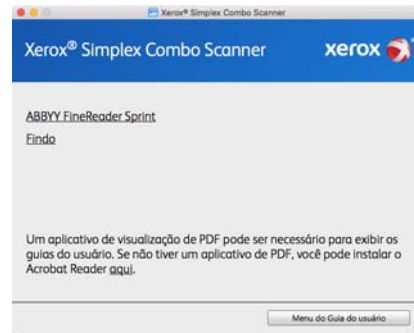 Xerox® Simplex Combo Scanner
Xerox® Simplex Combo Scanner
xerox
ABBYY FineReader Sprint
Findo
Um aplicativo de visualização de PDF pode ser necessário para exibir os
guias do usuário. Se não tiver um aplicativo de PDF, você pode instalar o
Acrobat Reader aqui.
Menu do Guia do usuário